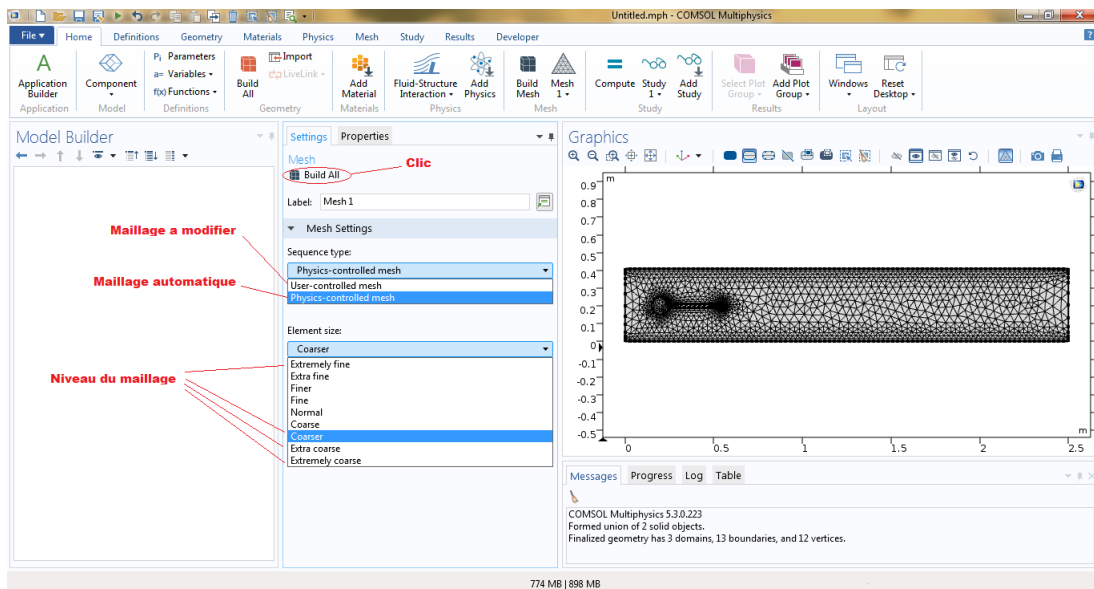 Untitled.mph - COMSOL Multiphysics
File Home Definitions Geometry Materials Physics Mesh Study Results Developer
Application Builder
Component
Pi Parameters
a= Variables
f(x) Functions
Build All
Import
LiveLink
Add Material
Fluid-Structure Interaction
Add Physics
Build Mesh
Mesh 1
Compute
Study 1
Add Study
Select Plot Group
Add Plot Group
Windows
Reset Desktop
Application Model Definitions Geometry Materials Physics Mesh Study Results Layout
Model Builder
Settings Properties
Mesh
Build All
Clic
Label: Mesh 1
Mesh Settings
Maillage a modifier
Sequence type:
Physics-controlled mesh
User-controlled mesh
Maillage automatique
Physics-controlled mesh
Element size:
Coarser
Extremely fine
Extra fine
Niveau du maillage
Finer
Fine
Normal
Coarse
Coarser
Extra coarse
Extremely coarse
Graphics
m
0.9
0.8
0.7
0.6
0.5
0.4
0.3
0.2
0.1
0
-0.1
-0.2
-0.3
-0.4
-0.5
m
0 0.5 1 1.5 2 2.5
Messages Progress Log Table
COMSOL Multiphysics 5.3.0.223
Formed union of 2 solid objects.
Finalized geometry has 3 domains, 13 boundaries, and 12 vertices.
774 MB | 898 MB